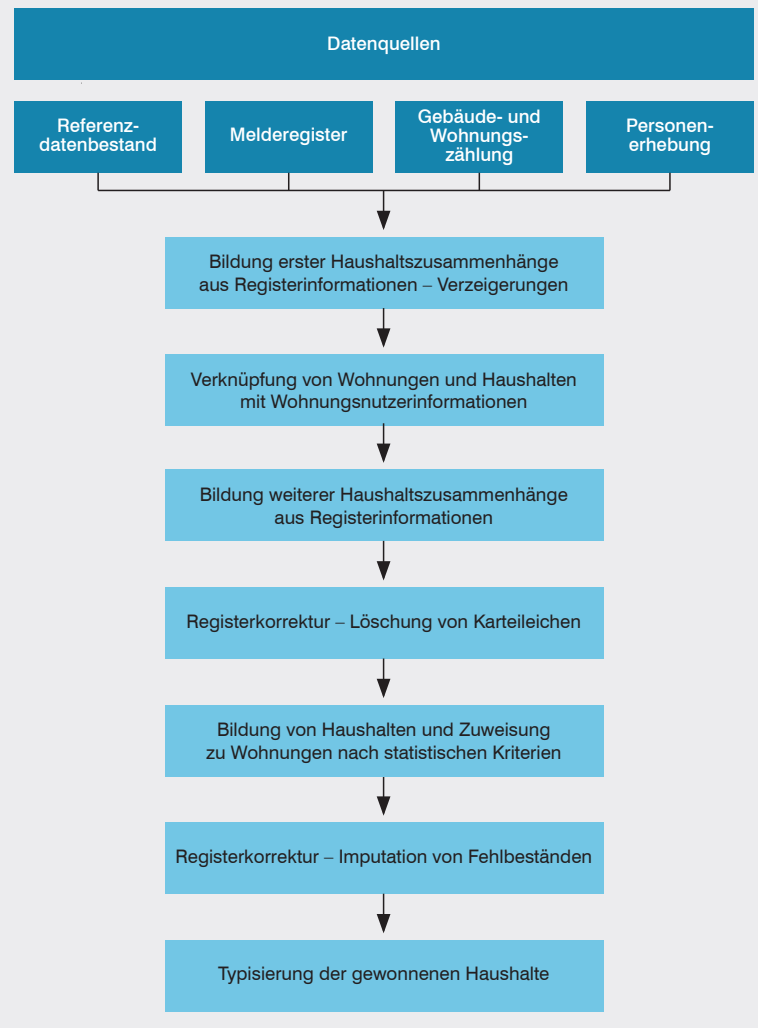 Datenquellen
Referenz-
datenbestand
Melderegister
Gebäude- und
Wohnungs-
zählung
Personen-
erhebung
Bildung erster Haushaltszusammenhänge
aus Registerinformationen – Verzeigerungen
Verknüpfung von Wohnungen und Haushalten
mit Wohnungsnutzerinformationen
Bildung weiterer Haushaltszusammenhänge
aus Registerinformationen
Registerkorrektur – Löschung von Karteileichen
Bildung von Haushalten und Zuweisung
zu Wohnungen nach statistischen Kriterien
Registerkorrektur – Imputation von Fehlbeständen
Typisierung der gewonnenen Haushalte